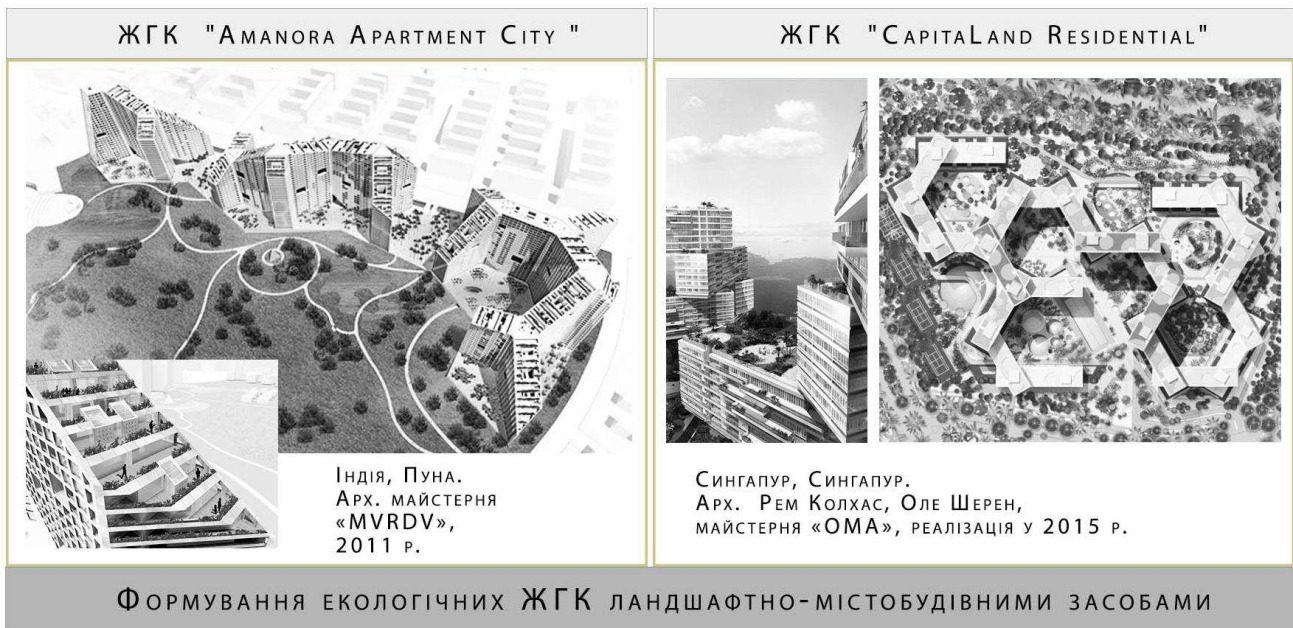 ЖГК "Amanora Apartment City"
ЖГК "CapitaLand Residential"
Індія, Пуна.
Арх. майстерня
«MVRDV»,
2011 р.
Сингапур, Сингапур.
Арх. Рем Колхас, Оле Шерен,
майстерня «ОМА», реалізація у 2015 р.
Формування екологічних ЖГК ландшафтно-містобудівними засобами